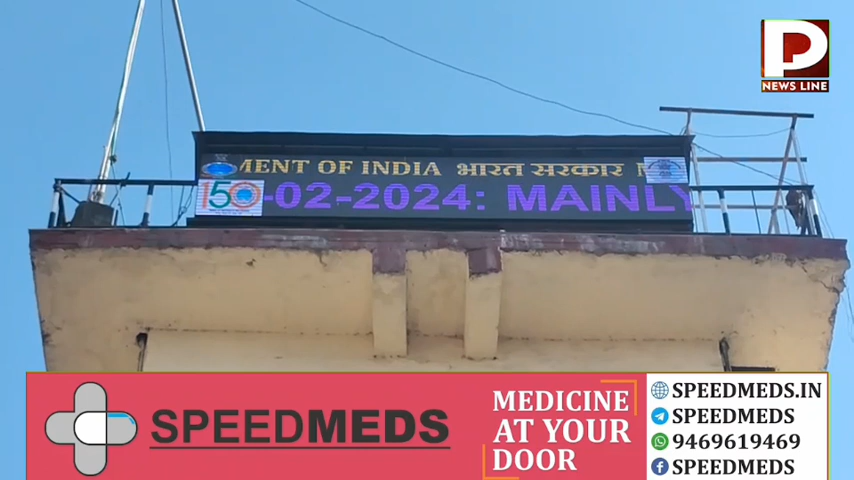 P
NEWS LINE
MENT OF INDIA भारत सरकार
150
-02-2024: MAINLY
SPEEDMEDS
MEDICINE
AT YOUR
DOOR
SPEEDMEDS.IN
SPEEDMEDS
9469619469
SPEEDMEDS